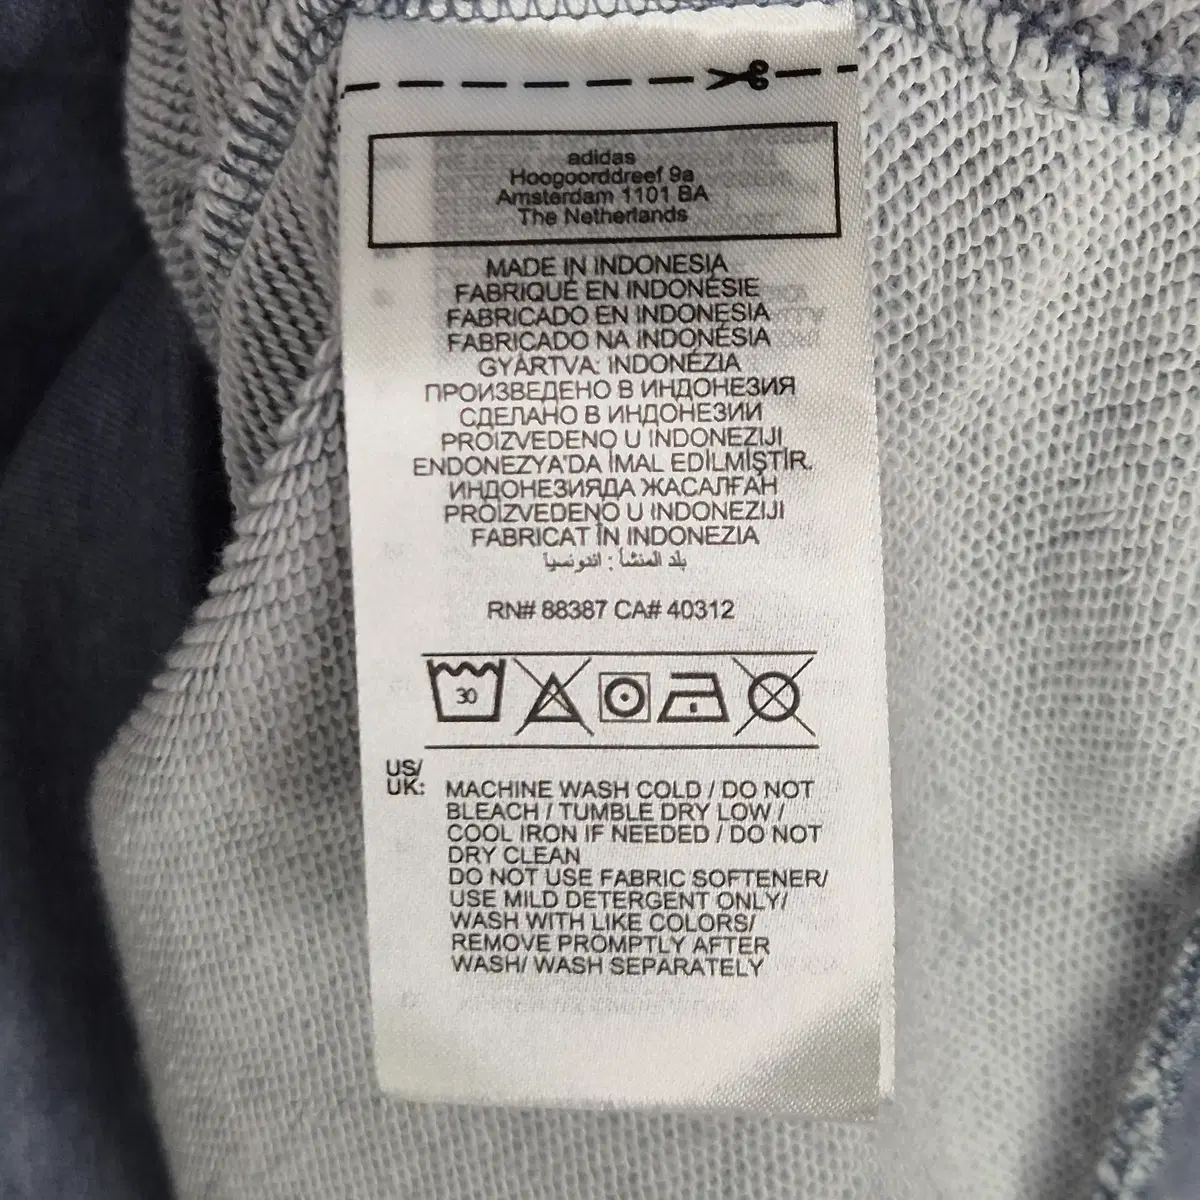 adidas
Hoogoorddreef 9a
Amsterdam 1101 BA
The Netherlands
MADE IN INDONESIA
FABRIQUÉ EN INDONÉSIE
FABRICADO EN INDONESIA
FABRICADO NA INDONÉSIA
GYÁRTVA: INDONÉZIA
ПРОИЗВЕДЕНО В ИНДОНЕЗИЯ
СДЕЛАНО В ИНДОНЕЗИИ
PROIZVEDENO U INDONEZIJI
ENDONEZYA'DA İMAL EDİLMİŞTİR.
ИНДОНЕЗИЯДА ЖАСАЛҒАН
PROIZVEDENO U INDONEZIJI
FABRICAT ÎN INDONEZIA
بلد المنشأ : اندونسيا
RN# 88387 CA# 40312
30
US/
UK:
MACHINE WASH COLD / DO NOT
BLEACH / TUMBLE DRY LOW /
COOL IRON IF NEEDED / DO NOT
DRY CLEAN
DO NOT USE FABRIC SOFTENER/
USE MILD DETERGENT ONLY/
WASH WITH LIKE COLORS/
REMOVE PROMPTLY AFTER
WASH/ WASH SEPARATELY